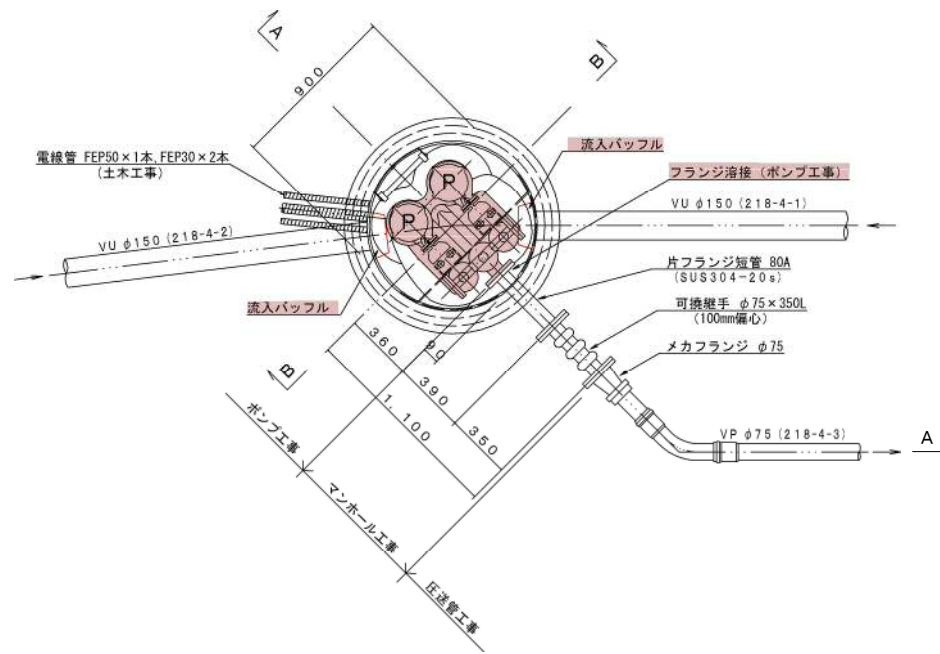 A
B
900
流入バッフル
電線管 FEP50×1本, FEP30×2本
(土木工事)
フランジ溶接 (ポンプ工事)
P
P
VU φ150 (218-4-1)
VU φ150 (218-4-2)
片フランジ短管 80A
(SUS304-20s)
可撓継手 φ75×350L
(100mm偏心)
流入バッフル
メカフランジ φ75
360
90
B
390
1,100
350
ポンプ工事
VP φ75 (218-4-3)
A
マンホール工事
圧送管工事